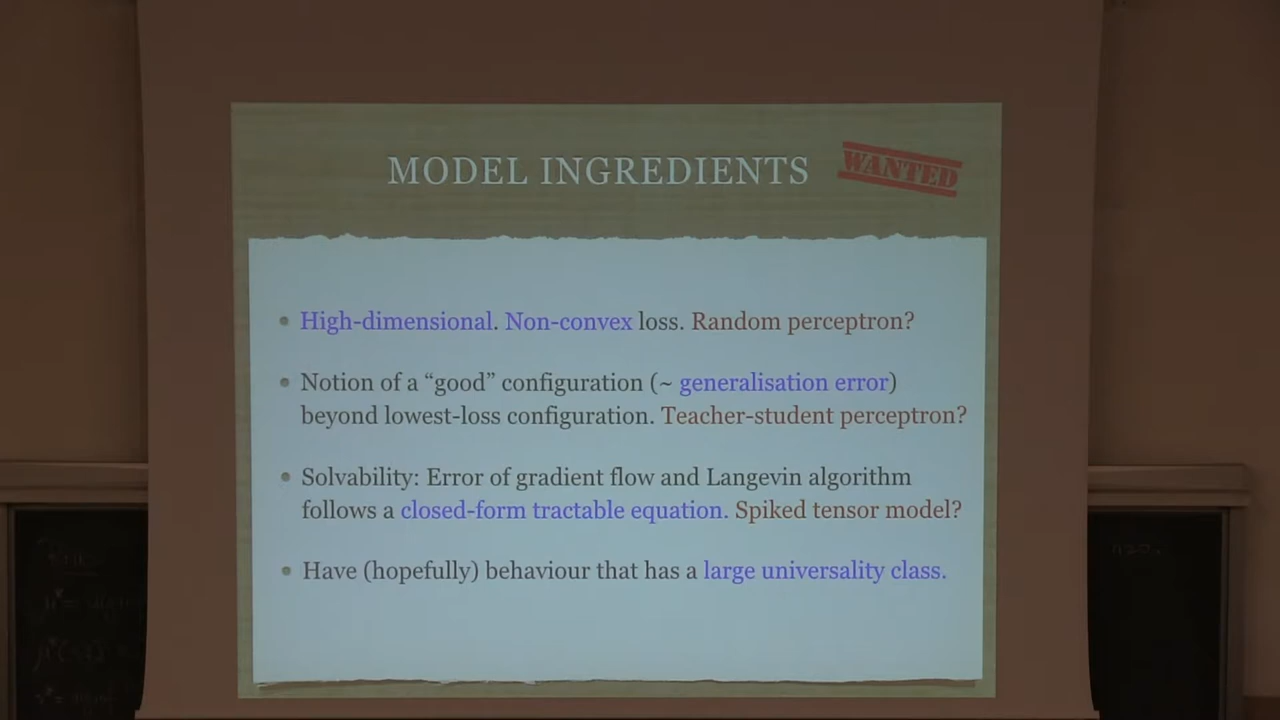 MODEL INGREDIENTS
WANTED
High-dimensional. Non-convex loss. Random perceptron?
Notion of a “good” configuration (~ generalisation error)
beyond lowest-loss configuration. Teacher-student perceptron?
Solvability: Error of gradient flow and Langevin algorithm
follows a closed-form tractable equation. Spiked tensor model?
Have (hopefully) behaviour that has a large universality class.